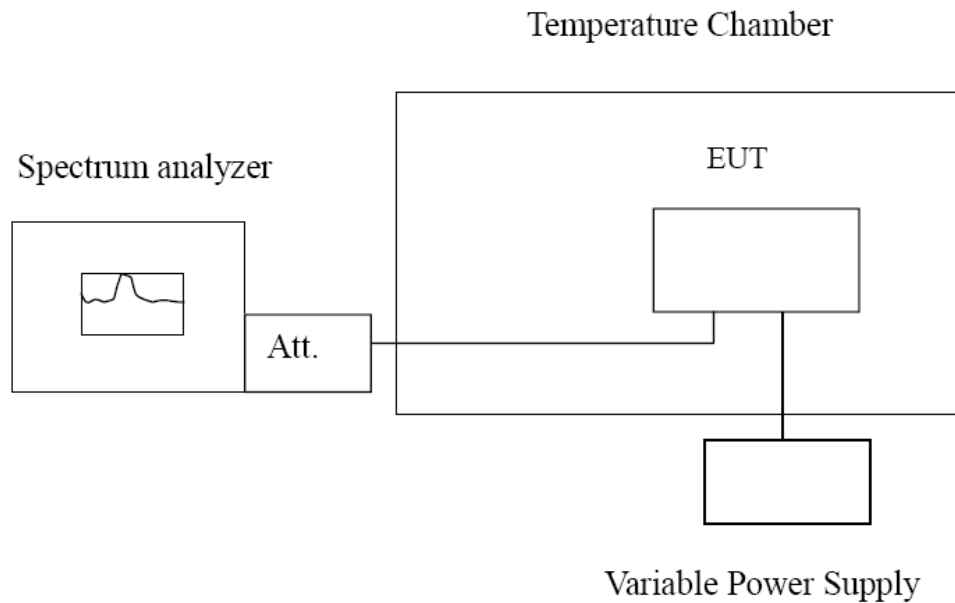 Temperature Chamber
Spectrum analyzer
EUT
Att.
Variable Power Supply